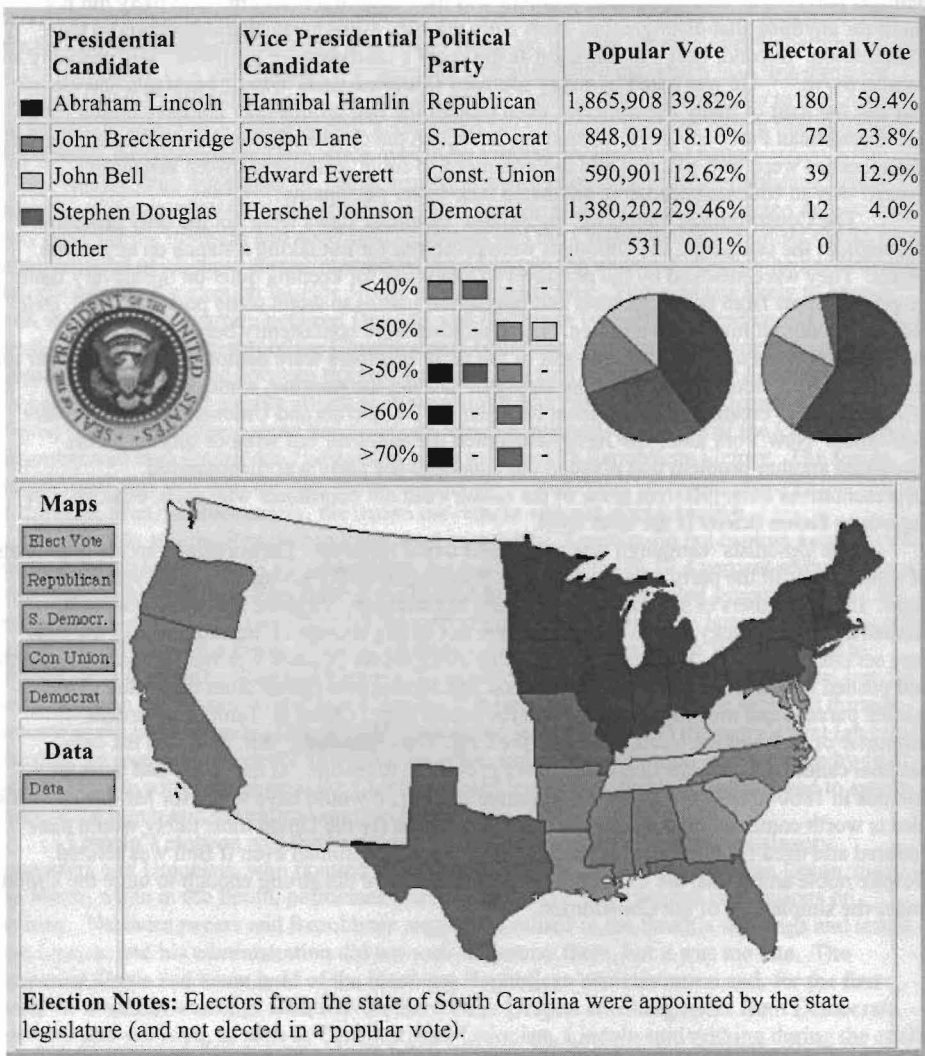 Presidential Candidate Vice Presidential Candidate Political Party Popular Vote Electoral Vote
Abraham Lincoln Hannibal Hamlin Republican 1,865,908 39.82% 180 59.4%
John Breckenridge Joseph Lane S. Democrat 848,019 18.10% 72 23.8%
John Bell Edward Everett Const. Union 590,901 12.62% 39 12.9%
Stephen Douglas Herschel Johnson Democrat 1,380,202 29.46% 12 4.0%
Other - - 531 0.01% 0 0%
SEAL OF THE PRESIDENT OF THE UNITED STATES
<40% - -
<50% - -
>50% -
>60% - -
>70% - -
Maps
Elect Vote
Republican
S. Democr.
Con Union
Democrat
Data
Data
Election Notes: Electors from the state of South Carolina were appointed by the state
legislature (and not elected in a popular vote).